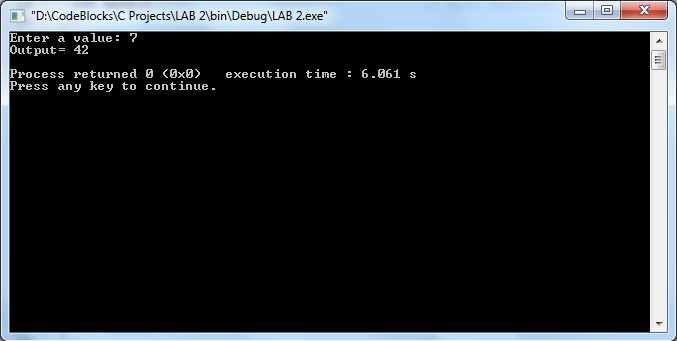 "D:\CodeBlocks\C Projects\LAB 2\bin\Debug\LAB 2.exe"
Enter a value: 7
Output= 42
Process returned 0 (0x0)   execution time : 6.061 s
Press any key to continue.